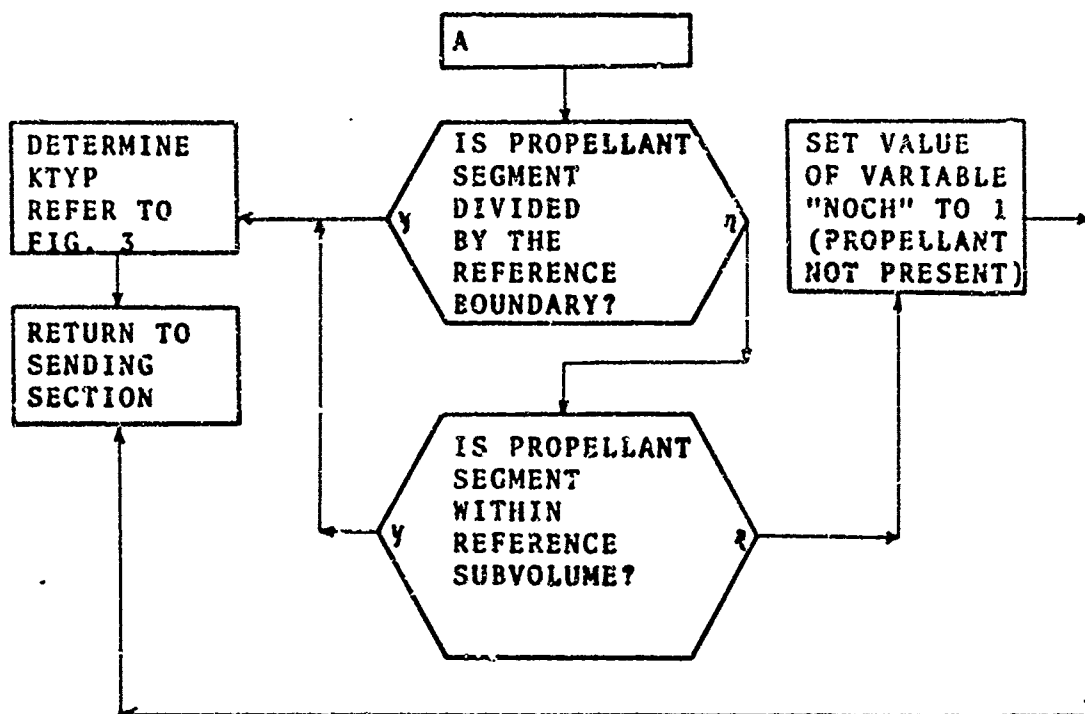 A
DETERMINE
KTYP
REFER TO
FIG. 3
IS PROPELLANT
SEGMENT
DIVIDED
BY THE
REFERENCE
BOUNDARY?
y
n
SET VALUE
OF VARIABLE
"NOCH" TO 1
(PROPELLANT
NOT PRESENT)
RETURN TO
SENDING
SECTION
IS PROPELLANT
SEGMENT
WITHIN
REFERENCE
SUBVOLUME?
y
n